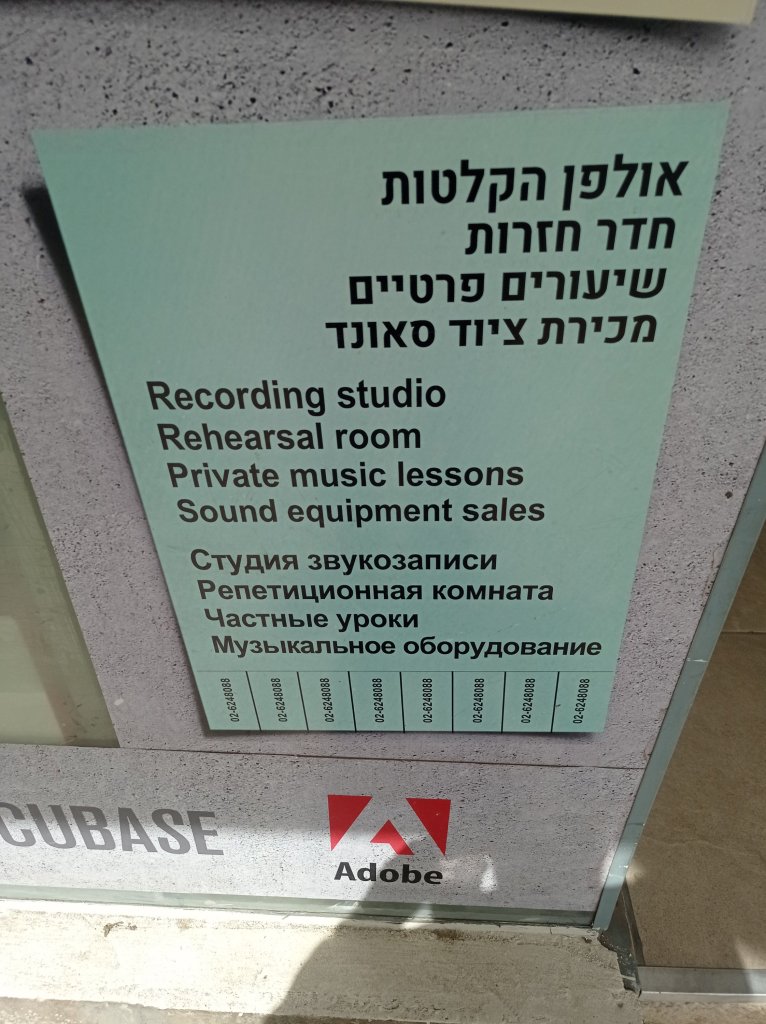 אולפן הקלטות
חדר חזרות
שיעורים פרטיים
מכירת ציוד סאונד
Recording studio
Rehearsal room
Private music lessons
Sound equipment sales
Студия звукозаписи
Репетиционная комната
Частные уроки
Музыкальное оборудование
02-6248088
02-6248088
02-6248088
02-6248088
02-6248088
02-6248088
02-6248088
02-6248088
CUBASE
Adobe